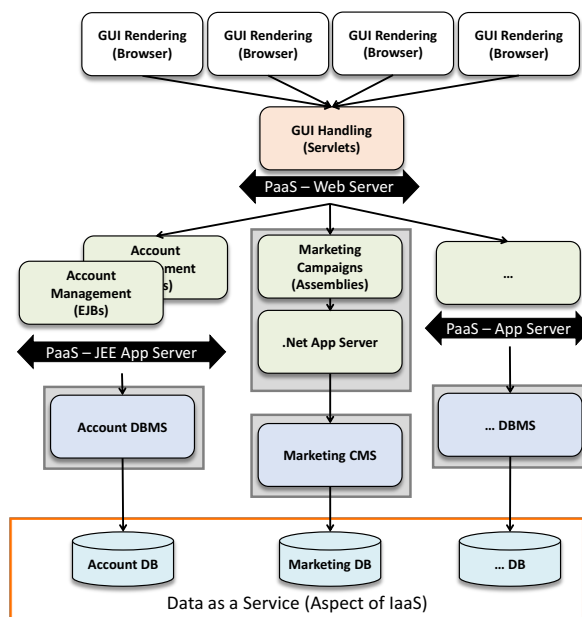 GUI Rendering
(Browser)
GUI Rendering
(Browser)
GUI Rendering
(Browser)
GUI Rendering
(Browser)
GUI Handling
(Servlets)
PaaS – Web Server
Account
Account
Management
(EJBs)
PaaS – JEE App Server
Marketing
Campaigns
(Assemblies)
.Net App Server
...
PaaS – App Server
Account DBMS
Marketing CMS
... DBMS
Account DB
Marketing DB
... DB
Data as a Service (Aspect of IaaS)